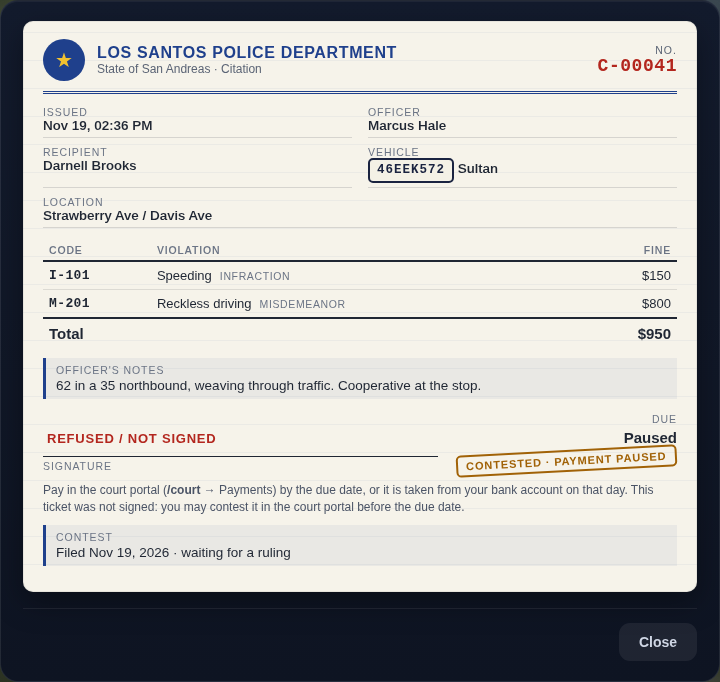 LOS SANTOS POLICE DEPARTMENT
State of San Andreas · Citation
NO.
C-00041
ISSUED
Nov 19, 02:36 PM
OFFICER
Marcus Hale
RECIPIENT
Darnell Brooks
VEHICLE
46EEK572 Sultan
LOCATION
Strawberry Ave / Davis Ave
CODE VIOLATION FINE
I-101 Speeding INFRACTION $150
M-201 Reckless driving MISDEMEANOR $800
Total $950
OFFICER'S NOTES
62 in a 35 northbound, weaving through traffic. Cooperative at the stop.
REFUSED / NOT SIGNED
SIGNATURE
DUE
Paused
CONTESTED · PAYMENT PAUSED
Pay in the court portal (/court → Payments) by the due date, or it is taken from your bank account on that day. This
ticket was not signed: you may contest it in the court portal before the due date.
CONTEST
Filed Nov 19, 2026 · waiting for a ruling
Close